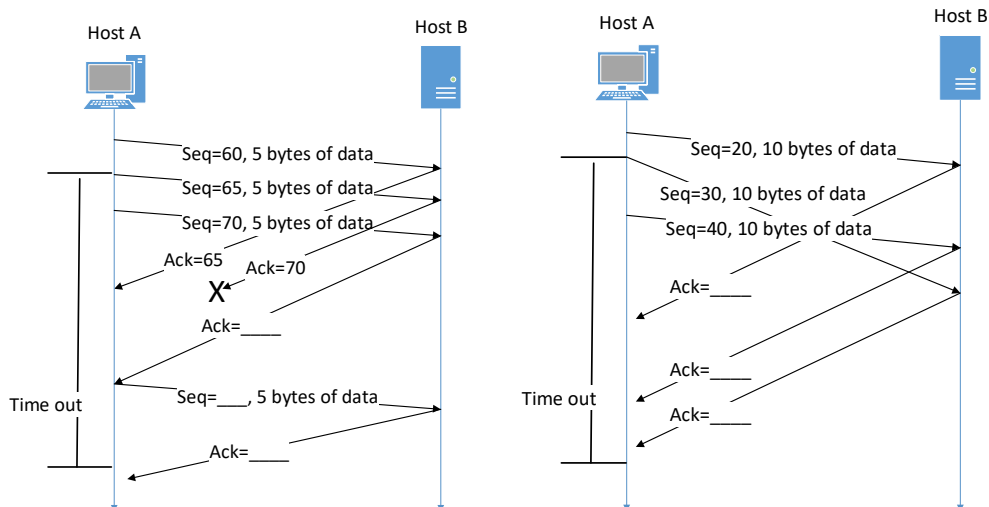 Host A
Host B
Seq=60, 5 bytes of data
Seq=65, 5 bytes of data
Seq=70, 5 bytes of data
Ack=65
Ack=70
X
Ack=____
Seq=___, 5 bytes of data
Time out
Ack=____
Host A
Host B
Seq=20, 10 bytes of data
Seq=30, 10 bytes of data
Seq=40, 10 bytes of data
Ack=____
Ack=____
Time out
Ack=____